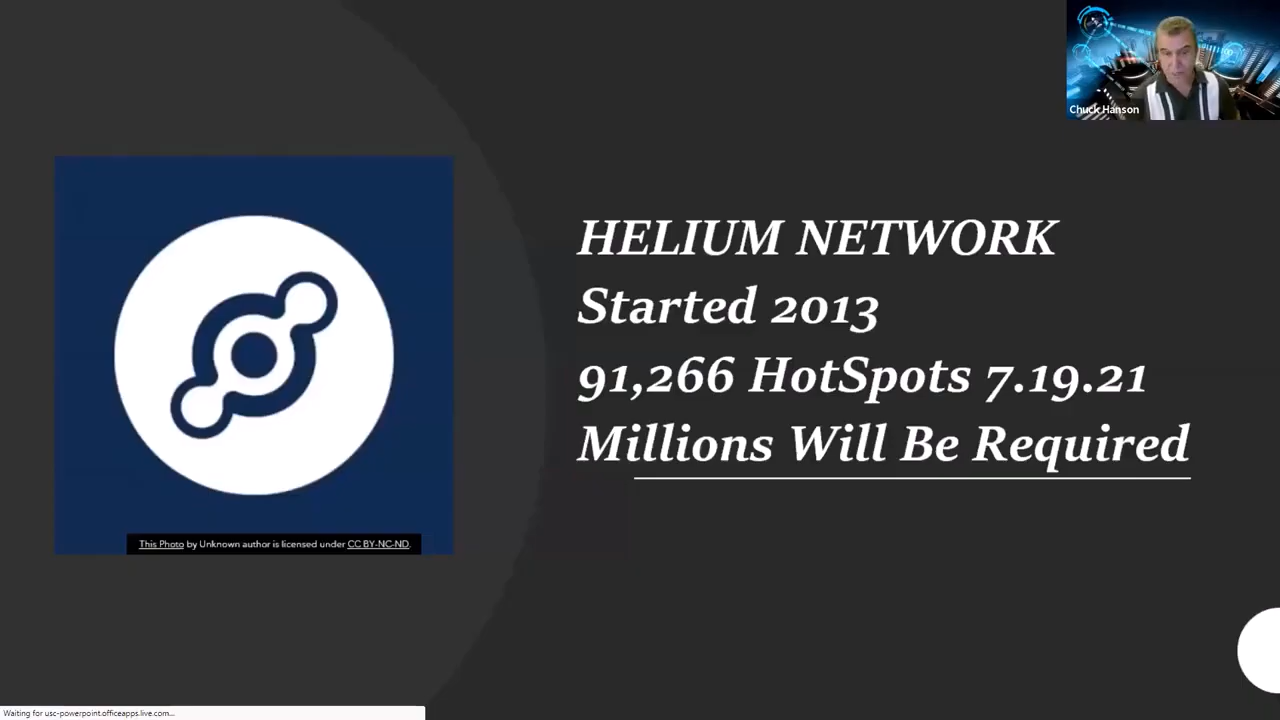 Chuck Hanson
HELIUM NETWORK
Started 2013
91,266 HotSpots 7.19.21
Millions Will Be Required
This Photo by Unknown author is licensed under CC BY-NC-ND.
Waiting for usc-powerpoint.officeapps.live.com...